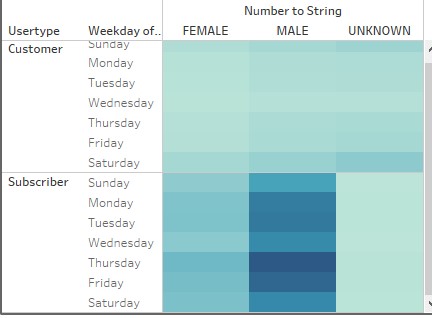 Number to String
Usertype Weekday of.. FEMALE MALE UNKNOWN
Customer Sunday
Monday
Tuesday
Wednesday
Thursday
Friday
Saturday
Subscriber Sunday
Monday
Tuesday
Wednesday
Thursday
Friday
Saturday